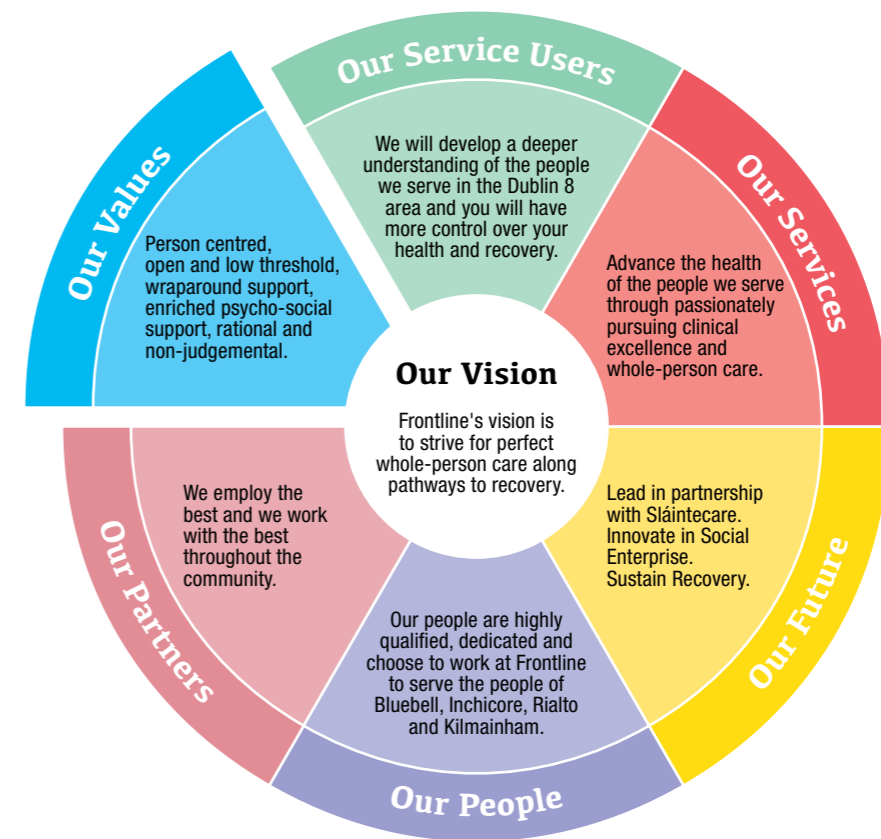 Our Service Users
We will develop a deeper
understanding of the people
we serve in the Dublin 8
area and you will have
more control over your
health and recovery.
Our Services
Advance the health
of the people we serve
through passionately
pursuing clinical
excellence and
whole-person care.
Our Future
Lead in partnership
with Sláintecare.
Innovate in Social
Enterprise.
Sustain Recovery.
Our People
Our people are highly
qualified, dedicated and
choose to work at Frontline
to serve the people of
Bluebell, Inchicore, Rialto
and Kilmainham.
Our Partners
We employ the
best and we work
with the best
throughout the
community.
Our Values
Person centred,
open and low threshold,
wraparound support,
enriched psycho-social
support, rational and
non-judgemental.
Our Vision
Frontline's vision is
to strive for perfect
whole-person care along
pathways to recovery.